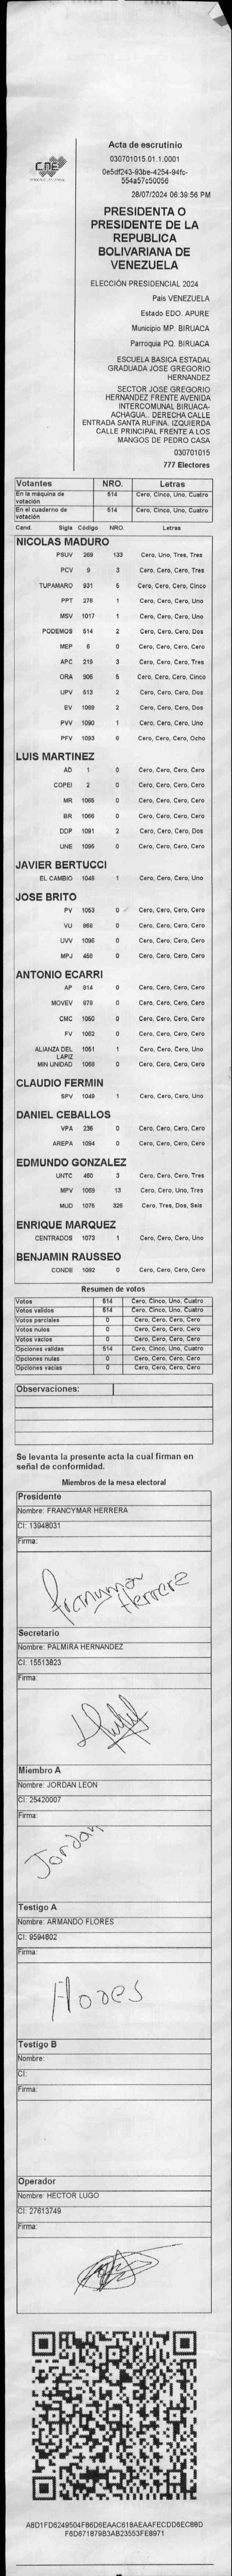 CNE
Acta de escrutinio
030701015.01.1.0001
0e5df243-93be-4254-94fc-
554a57c50056
28/07/2024 06:39:56 PM
PRESIDENTA O
PRESIDENTE DE LA
REPUBLICA
BOLIVARIANA DE
VENEZUELA
ELECCIÓN PRESIDENCIAL 2024
País VENEZUELA
Estado EDO. APURE
Municipio MP. BIRUACA
Parroquia PQ. BIRUACA
ESCUELA BASICA ESTADAL
GRADUADA JOSE GREGORIO
HERNANDEZ
SECTOR JOSE GREGORIO
HERNANDEZ FRENTE AVENIDA
INTERCOMUNAL BIRUACA-
ACHAGUA.. DERECHA CALLE
ENTRADA SANTA RUFINA. IZQUIERDA
CALLE PRINCIPAL FRENTE A LOS
MANGOS DE PEDRO CASA
030701015
777 Electores
Votantes NRO. Letras
En la máquina de votación 514 Cero, Cinco, Uno, Cuatro
En el cuaderno de votación 514 Cero, Cinco, Uno, Cuatro
Cand. Sigla Código NRO. Letras
NICOLAS MADURO
PSUV 269 133 Cero, Uno, Tres, Tres
PCV 9 3 Cero, Cero, Cero, Tres
TUPAMARO 931 5 Cero, Cero, Cero, Cinco
PPT 276 1 Cero, Cero, Cero, Uno
MSV 1017 1 Cero, Cero, Cero, Uno
PODEMOS 514 2 Cero, Cero, Cero, Dos
MEP 6 0 Cero, Cero, Cero, Cero
APC 219 3 Cero, Cero, Cero, Tres
ORA 906 5 Cero, Cero, Cero, Cinco
UPV 513 2 Cero, Cero, Cero, Dos
EV 1089 2 Cero, Cero, Cero, Dos
PVV 1090 1 Cero, Cero, Cero, Uno
PFV 1093 8 Cero, Cero, Cero, Ocho
LUIS MARTINEZ
AD 1 0 Cero, Cero, Cero, Cero
COPEI 2 0 Cero, Cero, Cero, Cero
MR 1065 0 Cero, Cero, Cero, Cero
BR 1066 0 Cero, Cero, Cero, Cero
DDP 1091 2 Cero, Cero, Cero, Dos
UNE 1095 0 Cero, Cero, Cero, Cero
JAVIER BERTUCCI
EL CAMBIO 1048 1 Cero, Cero, Cero, Uno
JOSE BRITO
PV 1053 0 Cero, Cero, Cero, Cero
VU 968 0 Cero, Cero, Cero, Cero
UVV 1096 0 Cero, Cero, Cero, Cero
MPJ 456 0 Cero, Cero, Cero, Cero
ANTONIO ECARRI
AP 814 0 Cero, Cero, Cero, Cero
MOVEV 978 0 Cero, Cero, Cero, Cero
CMC 1050 0 Cero, Cero, Cero, Cero
FV 1062 0 Cero, Cero, Cero, Cero
ALIANZA DEL LAPIZ 1051 1 Cero, Cero, Cero, Uno
MIN UNIDAD 1068 0 Cero, Cero, Cero, Cero
CLAUDIO FERMIN
SPV 1049 1 Cero, Cero, Cero, Uno
DANIEL CEBALLOS
VPA 236 0 Cero, Cero, Cero, Cero
AREPA 1094 0 Cero, Cero, Cero, Cero
EDMUNDO GONZALEZ
UNTC 460 3 Cero, Cero, Cero, Tres
MPV 1069 13 Cero, Cero, Uno, Tres
MUD 1075 326 Cero, Tres, Dos, Seis
ENRIQUE MARQUEZ
CENTRADOS 1073 1 Cero, Cero, Cero, Uno
BENJAMIN RAUSSEO
CONDE 1092 0 Cero, Cero, Cero, Cero
Resumen de votos
Votos 514 Cero, Cinco, Uno, Cuatro
Votos validos 514 Cero, Cinco, Uno, Cuatro
Votos parciales 0 Cero, Cero, Cero, Cero
Votos nulos 0 Cero, Cero, Cero, Cero
Votos vacios 0 Cero, Cero, Cero, Cero
Opciones validas 514 Cero, Cinco, Uno, Cuatro
Opciones nulas 0 Cero, Cero, Cero, Cero
Opciones vacias 0 Cero, Cero, Cero, Cero
Observaciones:
Se levanta la presente acta la cual firman en
señal de conformidad.
Miembros de la mesa electoral
Presidente
Nombre: FRANCYMAR HERRERA
CI: 13948031
Firma:
Francymar
Herrera
Secretario
Nombre: PALMIRA HERNANDEZ
CI: 15513823
Firma:
Miembro A
Nombre: JORDAN LEON
CI: 25420007
Firma:
Jordan
Testigo A
Nombre: ARMANDO FLORES
CI: 9594802
Firma:
Flores
Testigo B
Nombre:
CI:
Firma:
Operador
Nombre: HECTOR LUGO
CI: 27613749
Firma:
A8D1FD6249504F86D6EAAC618AEAAFECDD6EC88D
F6D671879B3AB23553FE8971